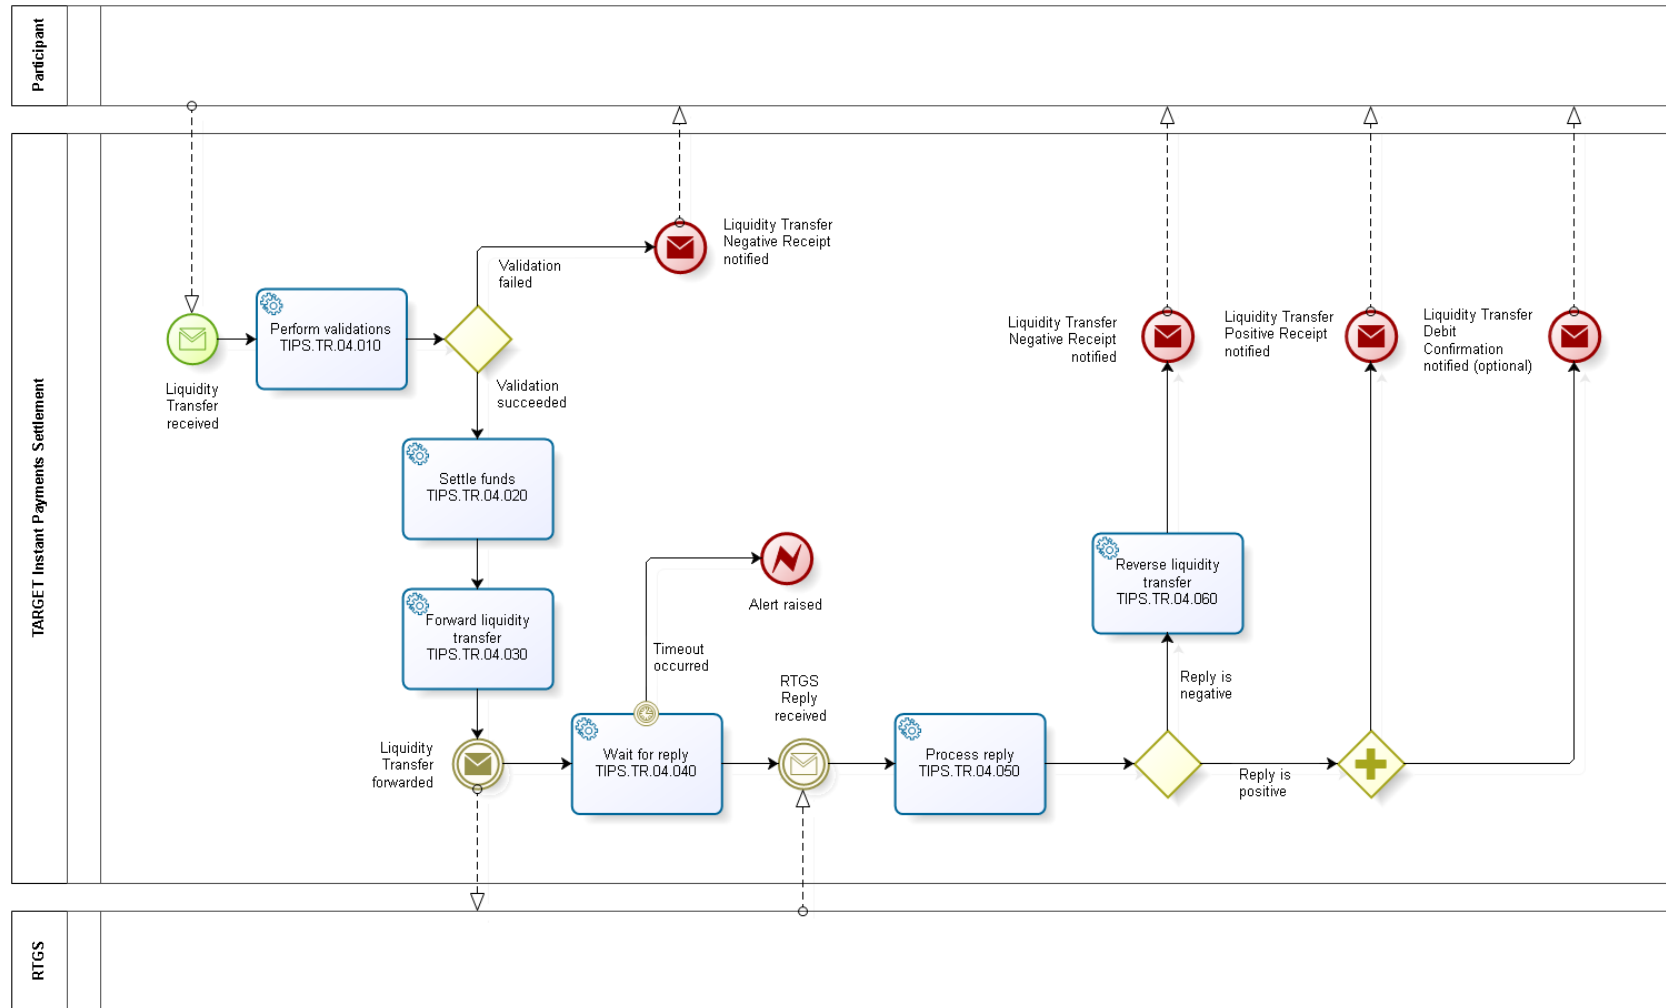 Participant
TARGET Instant Payments Settlement
RTGS
Liquidity
Transfer
received
Perform validations
TIPS.TR.04.010
Validation
failed
Liquidity Transfer
Negative Receipt
notified
Validation
succeeded
Settle funds
TIPS.TR.04.020
Forward liquidity
transfer
TIPS.TR.04.030
Liquidity
Transfer
forwarded
Wait for reply
TIPS.TR.04.040
Timeout
occurred
Alert raised
RTGS
Reply
received
Process reply
TIPS.TR.04.050
Reply is
negative
Reverse liquidity
transfer
TIPS.TR.04.060
Liquidity Transfer
Negative Receipt
notified
Reply is
positive
Liquidity Transfer
Positive Receipt
notified
Liquidity Transfer
Debit
Confirmation
notified (optional)